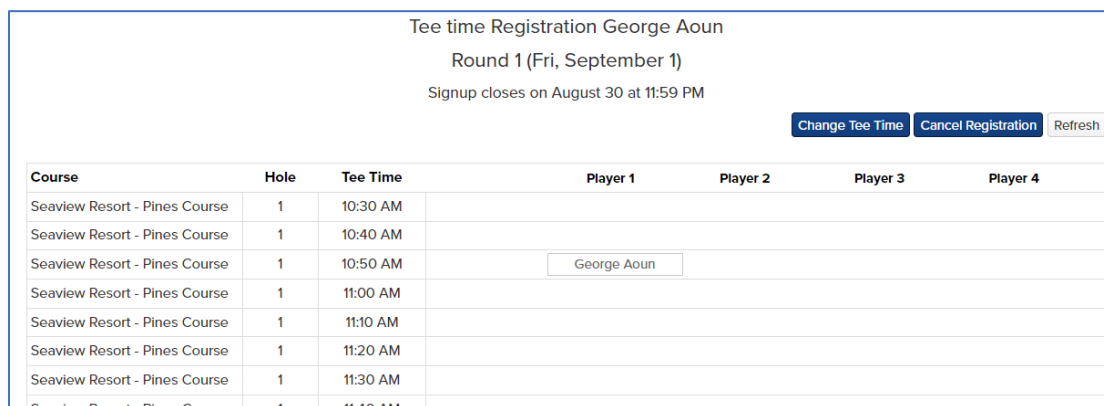 Tee time Registration George Aoun
Round 1 (Fri, September 1)
Signup closes on August 30 at 11:59 PM
Change Tee Time Cancel Registration Refresh
Course Hole Tee Time Player 1 Player 2 Player 3 Player 4
Seaview Resort - Pines Course 1 10:30 AM
Seaview Resort - Pines Course 1 10:40 AM
Seaview Resort - Pines Course 1 10:50 AM George Aoun
Seaview Resort - Pines Course 1 11:00 AM
Seaview Resort - Pines Course 1 11:10 AM
Seaview Resort - Pines Course 1 11:20 AM
Seaview Resort - Pines Course 1 11:30 AM